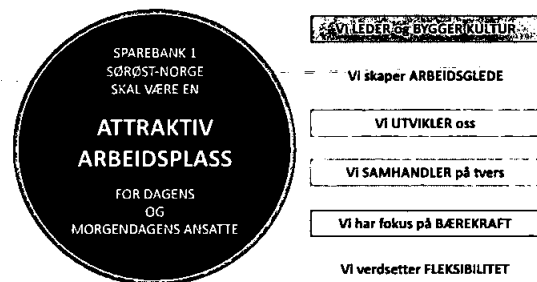 SPAREBANK 1
SØRØST-NORGE
SKAL VÆRE EN
ATTRAKTIV
ARBEIDSPLASS
FOR DAGENS
OG
MORGENDAGENS ANSATTE
VI LEDER og BYGGER KULTUR
Vi skaper ARBEIDSGLEDE
Vi UTVIKLER oss
Vi SAMHANDLER på tvers
Vi har fokus på BÆREKRAFT
Vi verdsetter FLEKSIBILITET